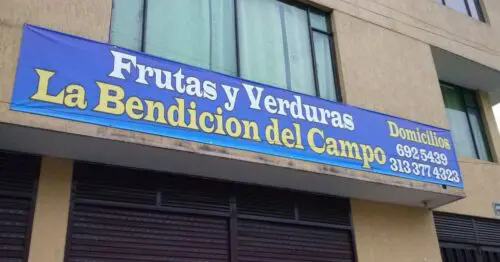 Frutas y Verduras
La Bendicion del Campo
Domicilios
692 5439
313 377 4323